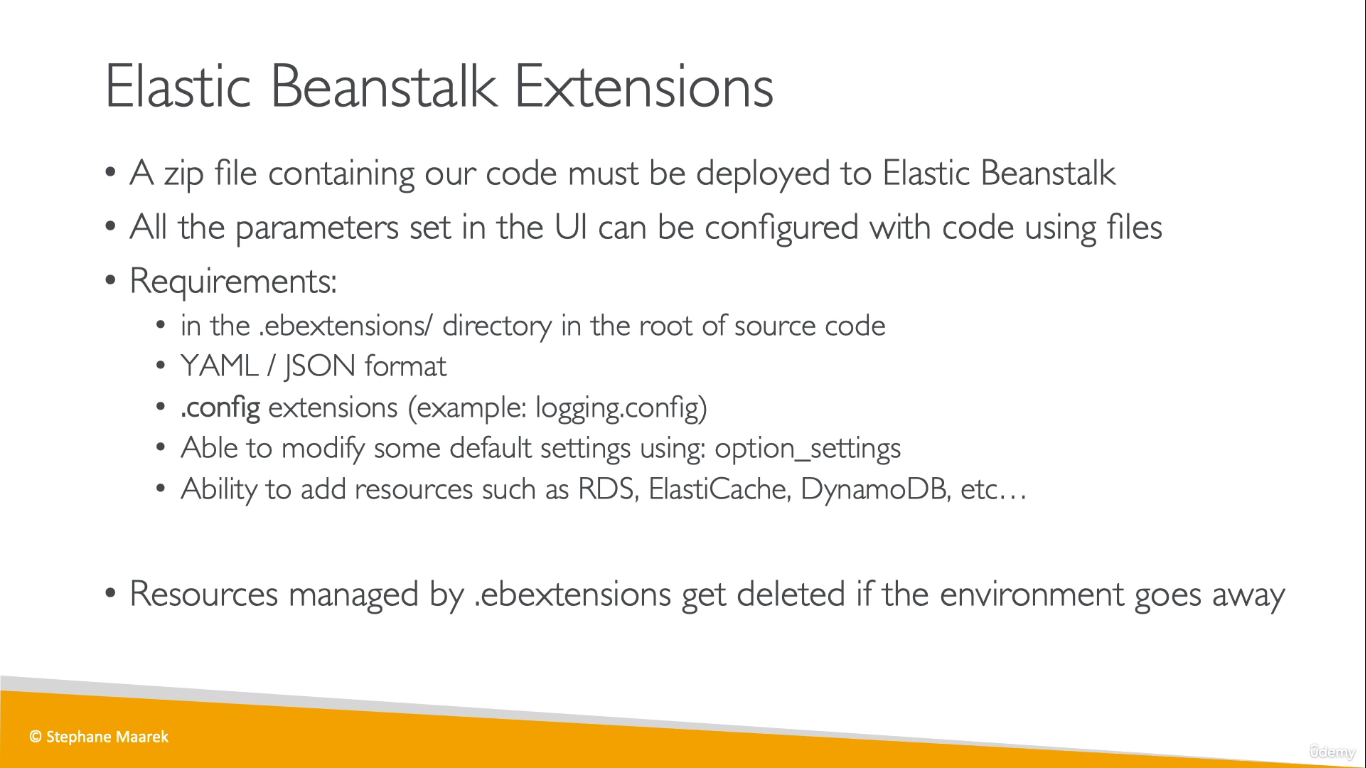 Elastic Beanstalk Extensions
• A zip file containing our code must be deployed to Elastic Beanstalk
• All the parameters set in the UI can be configured with code using files
• Requirements:
• in the .ebextensions/ directory in the root of source code
• YAML / JSON format
• .config extensions (example: logging.config)
• Able to modify some default settings using: option_settings
• Ability to add resources such as RDS, ElastiCache, DynamoDB, etc…
• Resources managed by .ebextensions get deleted if the environment goes away
© Stephane Maarek
ûdemy